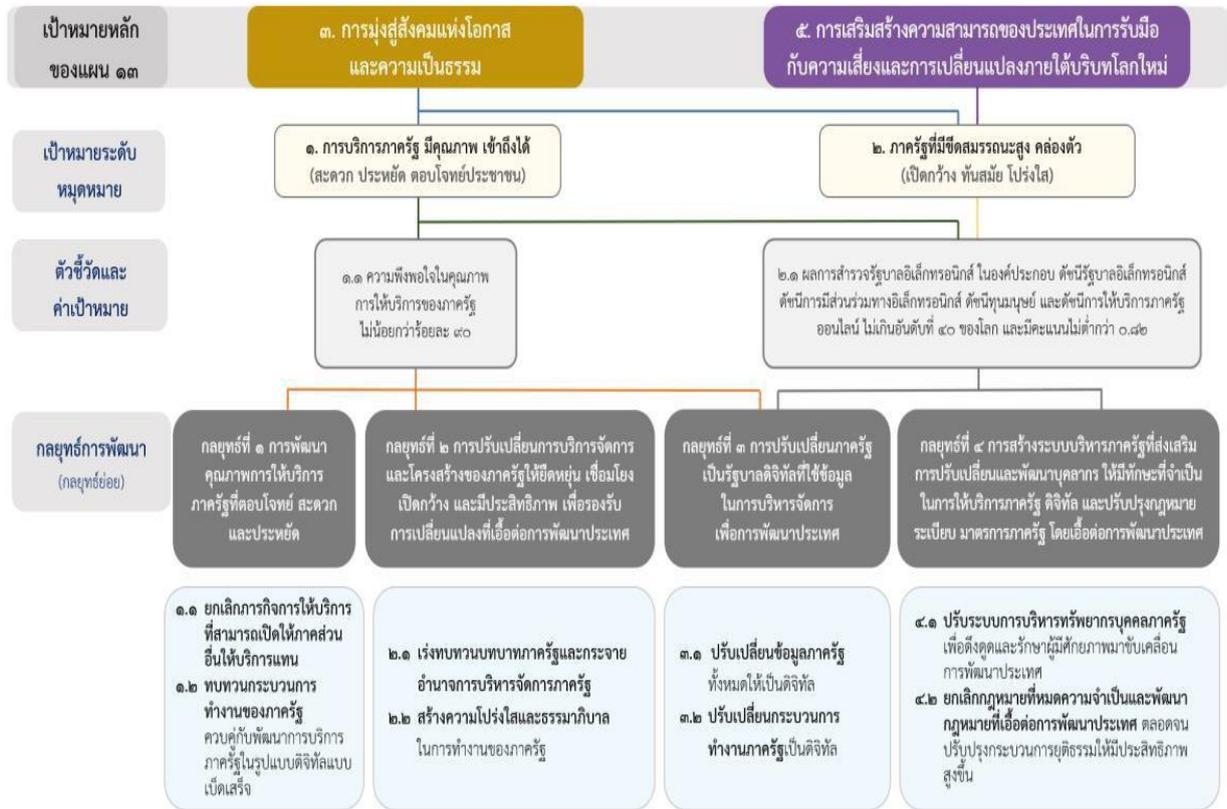 เป้าหมายหลัก
ของแผน ๑๓
๓. การมุ่งสู่สังคมแห่งโอกาส
และความเป็นธรรม
๕. การเสริมสร้างความสามารถของประเทศในการรับมือ
กับความเสี่ยงและการเปลี่ยนแปลงภายใต้บริบทโลกใหม่
เป้าหมายระดับ
หมุดหมาย
๑. การบริการภาครัฐ มีคุณภาพ เข้าถึงได้
(สะดวก ประหยัด ตอบโจทย์ประชาชน)
๒. ภาครัฐที่มีขีดสมรรถนะสูง คล่องตัว
(เปิดกว้าง ทันสมัย โปร่งใส)
ตัวชี้วัดและ
ค่าเป้าหมาย
๑.๑ ความพึงพอใจในคุณภาพ
การให้บริการของภาครัฐ
ไม่น้อยกว่าร้อยละ ๙๐
๒.๑ ผลการสำรวจรัฐบาลอิเล็กทรอนิกส์ ในองค์ประกอบ ดัชนีรัฐบาลอิเล็กทรอนิกส์
ดัชนีการมีส่วนร่วมทางอิเล็กทรอนิกส์ ดัชนีทุนมนุษย์ และดัชนีการให้บริการภาครัฐ
ออนไลน์ ไม่เกินอันดับที่ ๔๐ ของโลก และมีคะแนนไม่ต่ำกว่า ๐.๘๒
กลยุทธ์การพัฒนา
(กลยุทธ์ย่อย)
กลยุทธ์ที่ ๑ การพัฒนา
คุณภาพการให้บริการ
ภาครัฐที่ตอบโจทย์ สะดวก
และประหยัด
กลยุทธ์ที่ ๒ การปรับเปลี่ยนการบริการจัดการ
และโครงสร้างของภาครัฐให้ยืดหยุ่น เชื่อมโยง
เปิดกว้าง และมีประสิทธิภาพ เพื่อรองรับ
การเปลี่ยนแปลงที่เอื้อต่อการพัฒนาประเทศ
กลยุทธ์ที่ ๓ การปรับเปลี่ยนภาครัฐ
เป็นรัฐบาลดิจิทัลที่ใช้ข้อมูล
ในการบริหารจัดการ
เพื่อการพัฒนาประเทศ
กลยุทธ์ที่ ๔ การสร้างระบบบริหารภาครัฐที่ส่งเสริม
การปรับเปลี่ยนและพัฒนาบุคลากร ให้มีทักษะที่จำเป็น
ในการให้บริการภาครัฐ ดิจิทัล และปรับปรุงกฎหมาย
ระเบียบ มาตรการภาครัฐ โดยเอื้อต่อการพัฒนาประเทศ
๑.๑ ยกเลิกภารกิจการให้บริการ
ที่สามารถเปิดให้ภาคส่วน
อื่นให้บริการแทน
๑.๒ ทบทวนกระบวนการ
ทำงานของภาครัฐ
ควบคู่กับพัฒนาการบริการ
ภาครัฐในรูปแบบดิจิทัลแบบ
เบ็ดเสร็จ
๒.๑ เร่งทบทวนบทบาทภาครัฐและกระจาย
อำนาจการบริหารจัดการภาครัฐ
๒.๒ สร้างความโปร่งใสและธรรมาภิบาล
ในการทำงานของภาครัฐ
๓.๑ ปรับเปลี่ยนข้อมูลภาครัฐ
ทั้งหมดให้เป็นดิจิทัล
๓.๒ ปรับเปลี่ยนกระบวนการ
ทำงานภาครัฐเป็นดิจิทัล
๔.๑ ปรับระบบการบริหารทรัพยากรบุคคลภาครัฐ
เพื่อดึงดูดและรักษาผู้มีศักยภาพมาขับเคลื่อน
การพัฒนาประเทศ
๔.๒ ยกเลิกกฎหมายที่หมดความจำเป็นและพัฒนา
กฎหมายที่เอื้อต่อการพัฒนาประเทศ ตลอดจน
ปรับปรุงกระบวนการยุติธรรมให้มีประสิทธิภาพ
สูงขึ้น